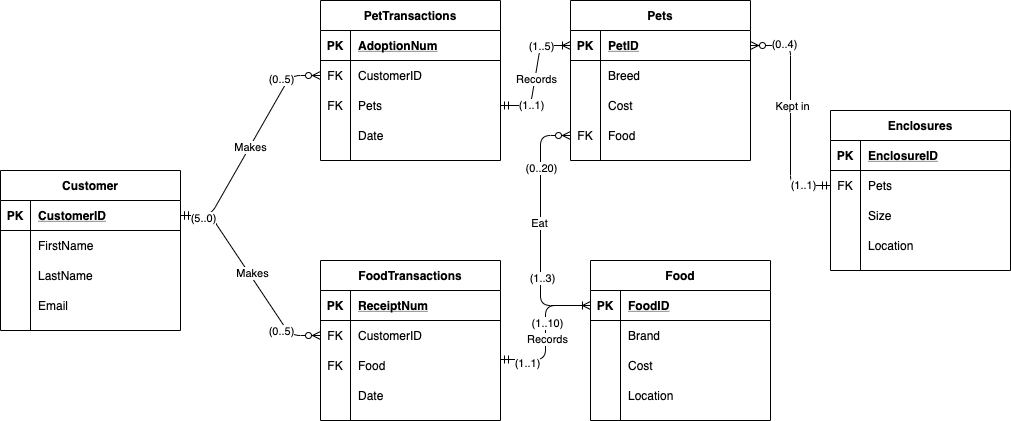 PetTransactions
PK AdoptionNum
FK CustomerID
FK Pets
Date
Pets
PK PetID
Breed
Cost
FK Food
Enclosures
PK EnclosureID
FK Pets
Size
Location
Customer
PK CustomerID
FirstName
LastName
Email
FoodTransactions
PK ReceiptNum
FK CustomerID
FK Food
Date
Food
PK FoodID
Brand
Cost
Location
(0..5)
Makes
(5..0)
Makes
(0..5)
(1..5)
Records
(1..1)
(0..4)
Kept in
(1..1)
(0..20)
Eat
(1..3)
(1..10)
Records
(1..1)